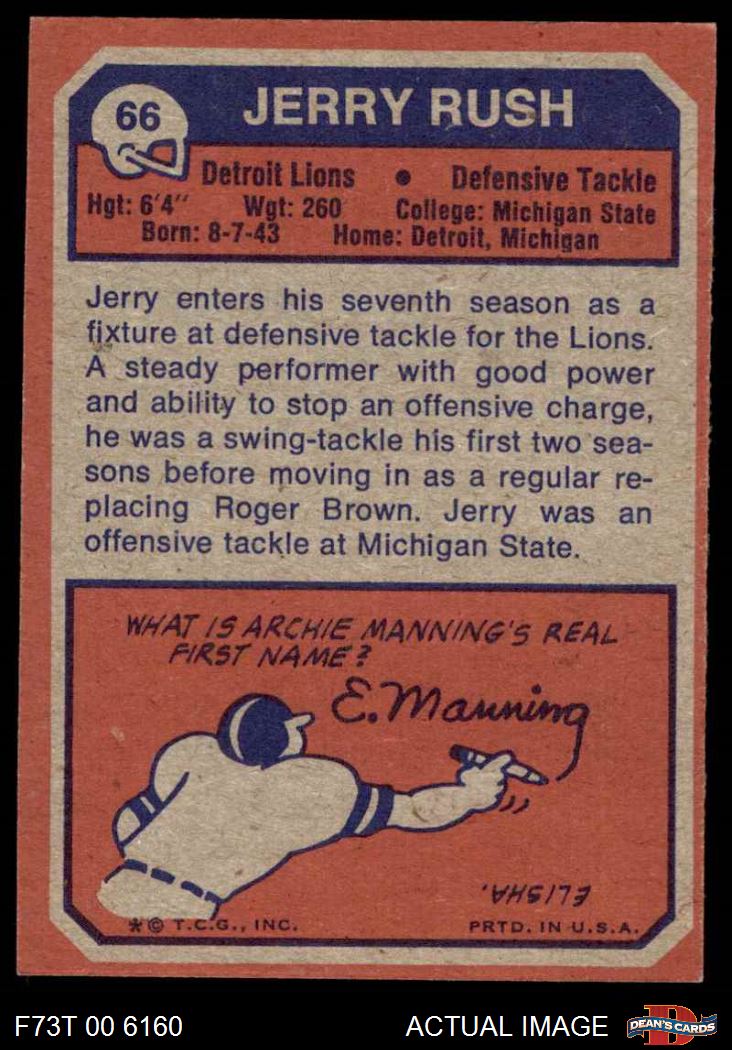 66
JERRY RUSH
Detroit Lions • Defensive Tackle
Hgt: 6'4" Wgt: 260 College: Michigan State
Born: 8-7-43 Home: Detroit, Michigan
Jerry enters his seventh season as a
fixture at defensive tackle for the Lions.
A steady performer with good power
and ability to stop an offensive charge,
he was a swing-tackle his first two sea-
sons before moving in as a regular re-
placing Roger Brown. Jerry was an
offensive tackle at Michigan State.
WHAT IS ARCHIE MANNING'S REAL
FIRST NAME?
E. Manning
ELISHA.
*© T.C.G., INC. PRTD. IN U.S.A.
F73T 00 6160 ACTUAL IMAGE
D
DEAN'S CARDS